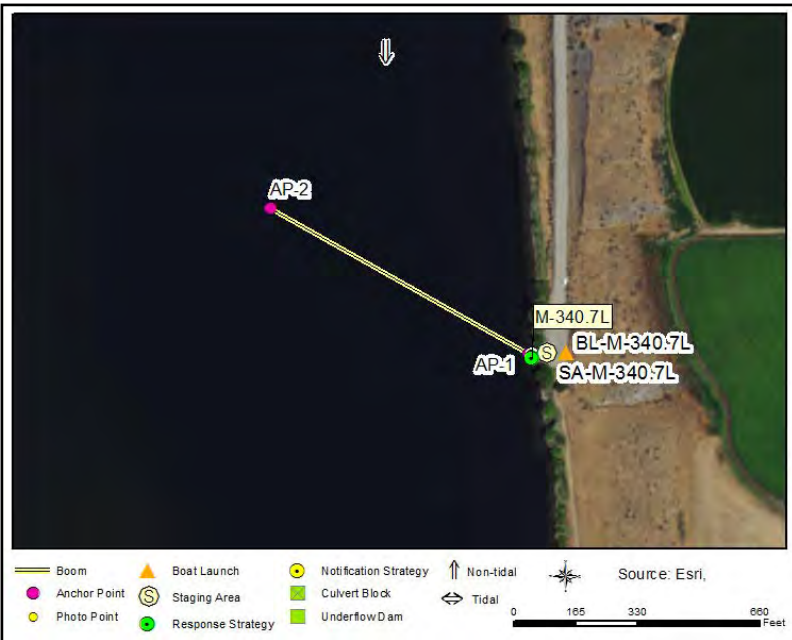 AP-2
M-340.7L
BL-M-340.7L
AP-1
S
SA-M-340.7L
Boom
Boat Launch
Notification Strategy
Non-tidal
Source: Esri,
Anchor Point
S
Staging Area
Culvert Block
Tidal
Photo Point
Response Strategy
Underflow Dam
0 165 330 660
Feet